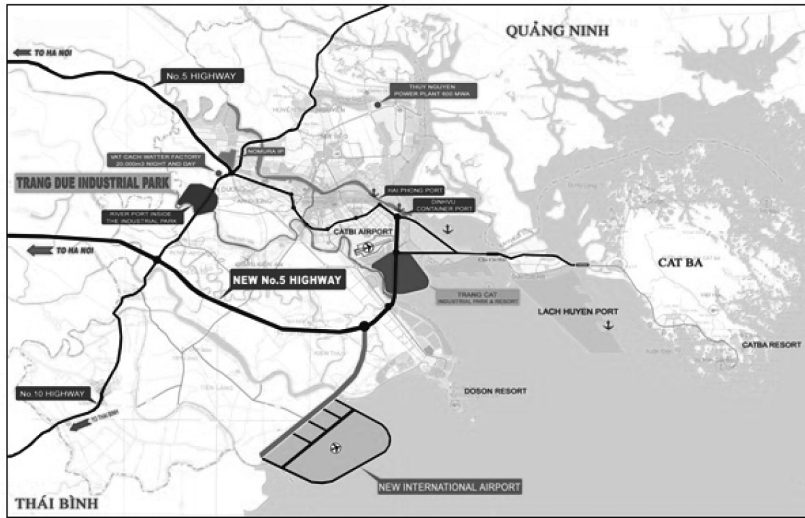 QUẢNG NINH
TO HA NOI
No.5 HIGHWAY
THUY NGUYEN
POWER PLANT 600 MWA
NOMURA IP
VAT CACH WATTER FACTORY
20.000m3 NIGHT AND DAY
TRANG DUE INDUSTRIAL PARK
HAI PHONG PORT
DINHVU
CONTAINER PORT
RIVER PORT INSIDE
THE INDUSTRIAL PARK
CATBI AIRPORT
TO HA NOI
CAT BA
NEW No.5 HIGHWAY
TRANG CAT
INDUSTRIAL PARK & RESORT
LACH HUYEN PORT
CATBA RESORT
No.10 HIGHWAY
DOSON RESORT
TO THAI BINH
NEW INTERNATIONAL AIRPORT
THÁI BÌNH